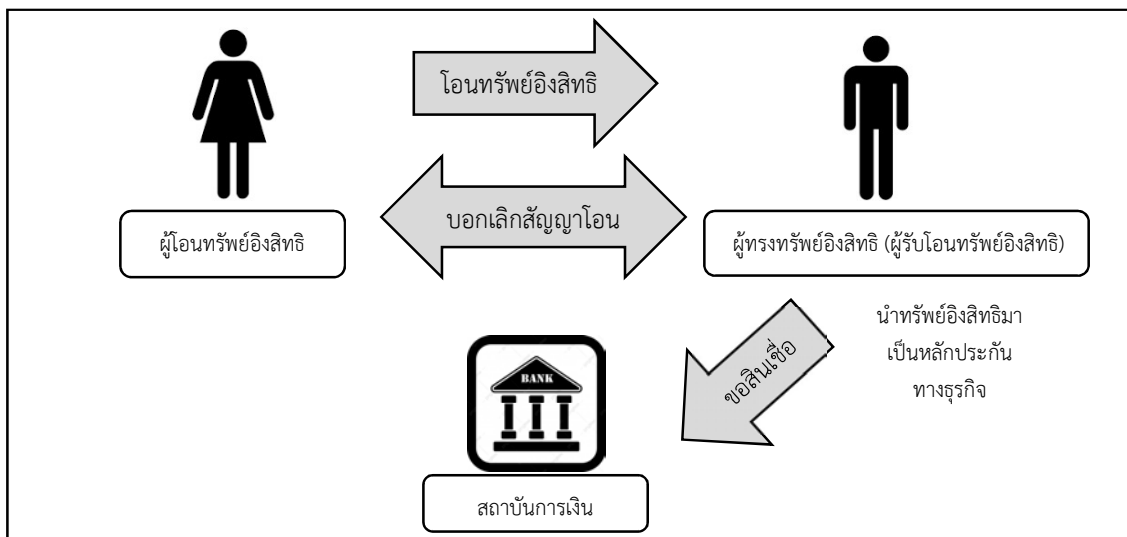 โอนทรัพย์อิงสิทธิ
บอกเลิกสัญญาโอน
ผู้โอนทรัพย์อิงสิทธิ
ผู้ทรงทรัพย์อิงสิทธิ (ผู้รับโอนทรัพย์อิงสิทธิ)
นำทรัพย์อิงสิทธิมา
เป็นหลักประกัน
ทางธุรกิจ
ขอสินเชื่อ
BANK
สถาบันการเงิน